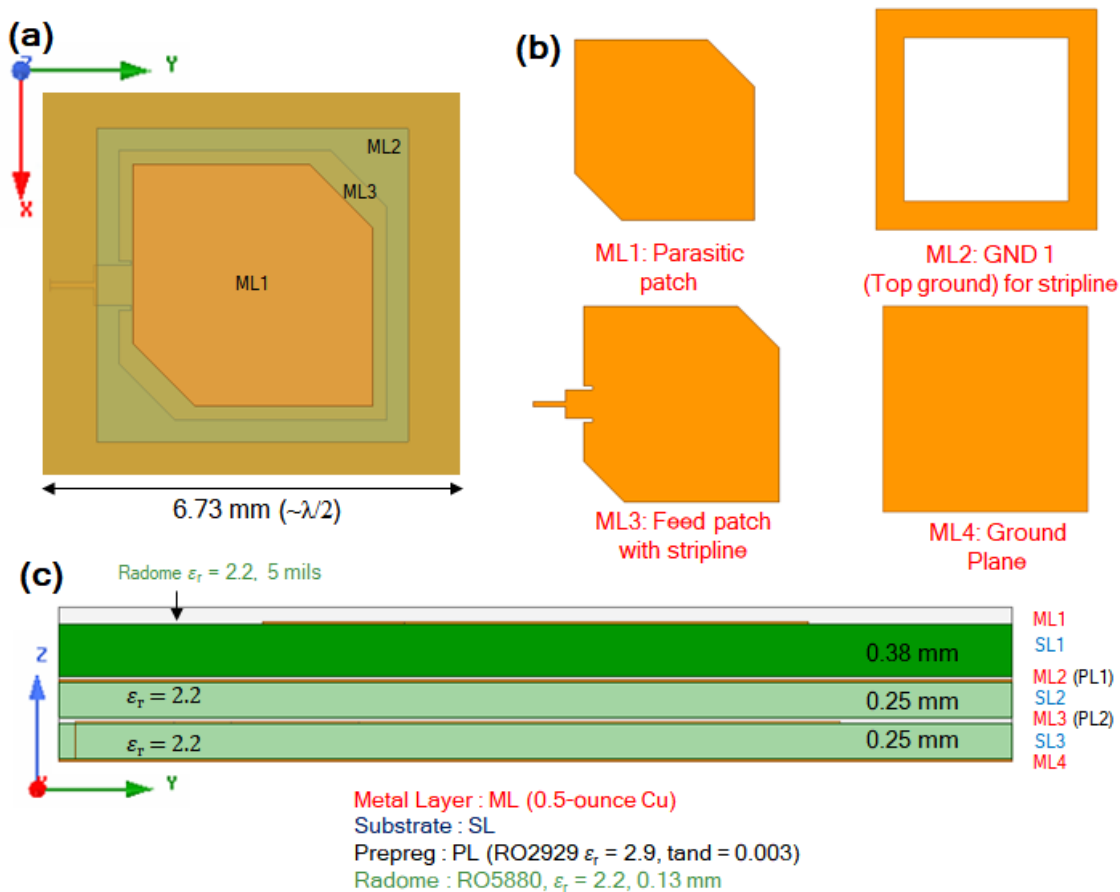 (a)
Z
Y
X
ML2
ML3
ML1
6.73 mm (~λ/2)
(b)
ML1: Parasitic
patch
ML2: GND 1
(Top ground) for stripline
ML3: Feed patch
with stripline
ML4: Ground
Plane
(c)
Radome εr = 2.2, 5 mils
Z
Y
0.38 mm
εr = 2.2
0.25 mm
εr = 2.2
0.25 mm
ML1
SL1
ML2 (PL1)
SL2
ML3 (PL2)
SL3
ML4
Metal Layer : ML (0.5-ounce Cu)
Substrate : SL
Prepreg : PL (RO2929 εr = 2.9, tand = 0.003)
Radome : RO5880, εr = 2.2, 0.13 mm